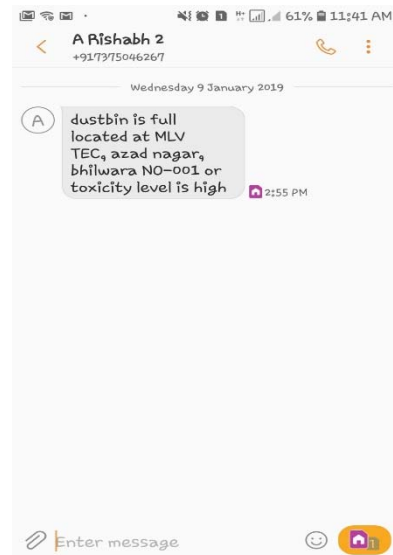 61% 11:41 AM
A Rishabh 2
+917375046267
Wednesday 9 January 2019
A
dustbin is full
located at MLV
TEC, azad nagar,
bhilwara NO-001 or
toxicity level is high
2:55 PM
Enter message
1